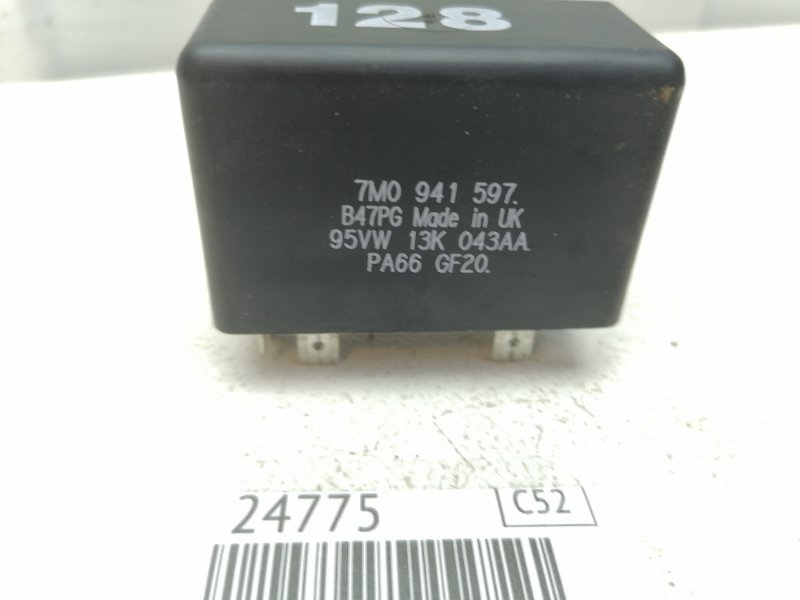 128
7M0 941 597.
B47PG Made in UK
95VW 13K 043AA
PA66 GF20.
24775
C52